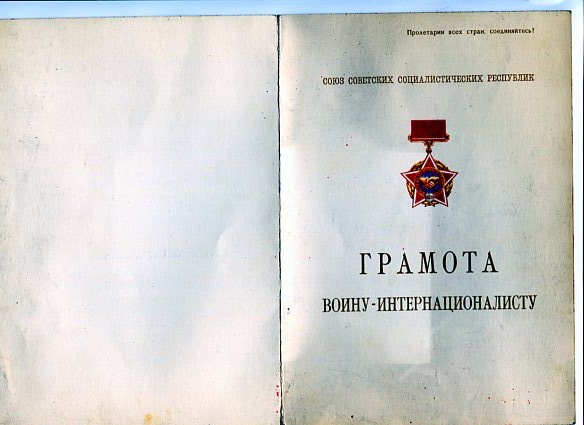 Пролетарии всех стран, соединяйтесь!
СОЮЗ СОВЕТСКИХ СОЦИАЛИСТИЧЕСКИХ РЕСПУБЛИК
ГРАМОТА
ВОИНУ-ИНТЕРНАЦИОНАЛИСТУ